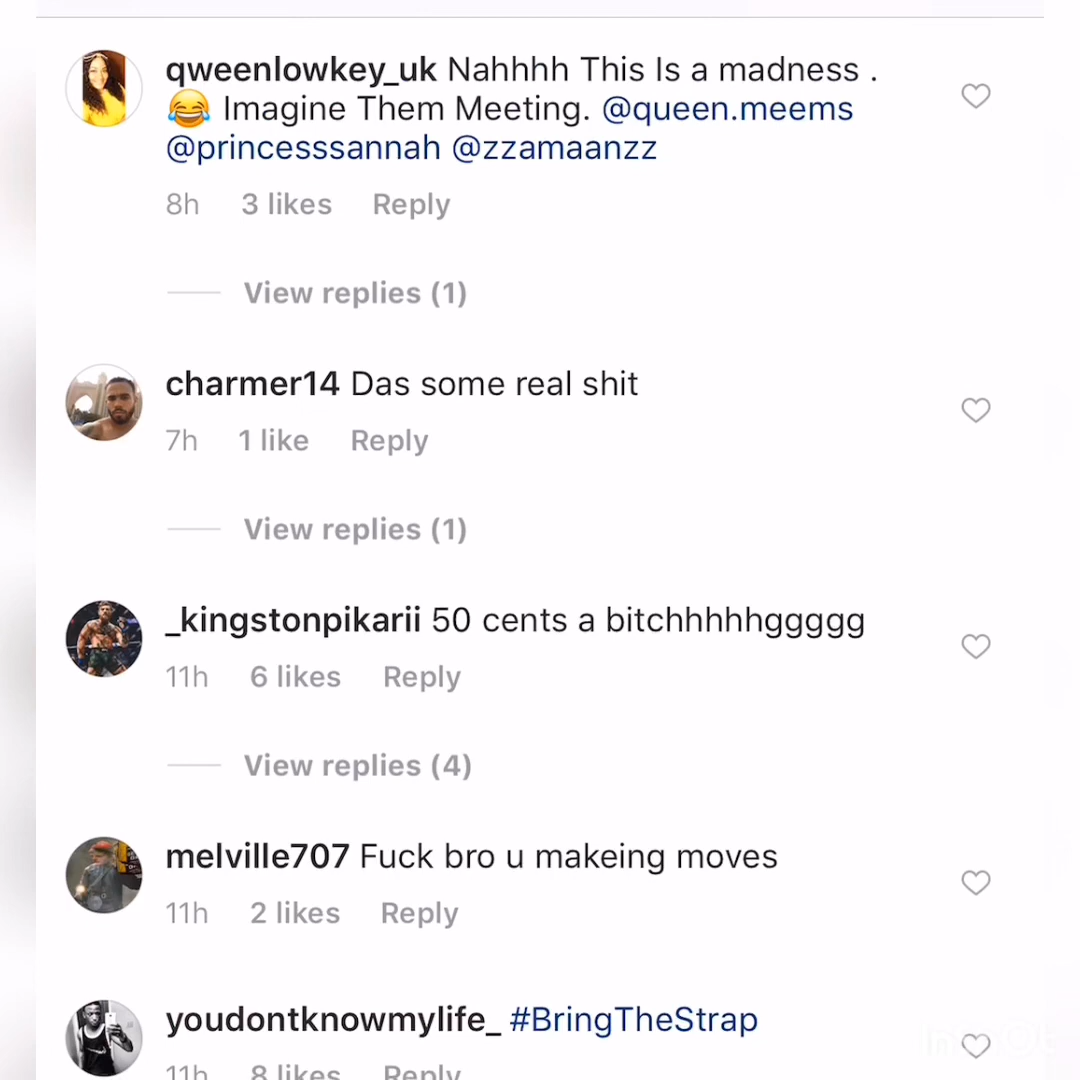 qweenlowkey_uk Nahhhh This Is a madness .
😂 Imagine Them Meeting. @queen.meems
@princesssannah @zzamaanzz
8h 3 likes Reply
View replies (1)
charmer14 Das some real shit
7h 1 like Reply
View replies (1)
_kingstonpikarii 50 cents a bitchhhhhggggg
11h 6 likes Reply
View replies (4)
melville707 Fuck bro u makeing moves
11h 2 likes Reply
youdontknowmylife_ #BringTheStrap
11h 8 likes Reply